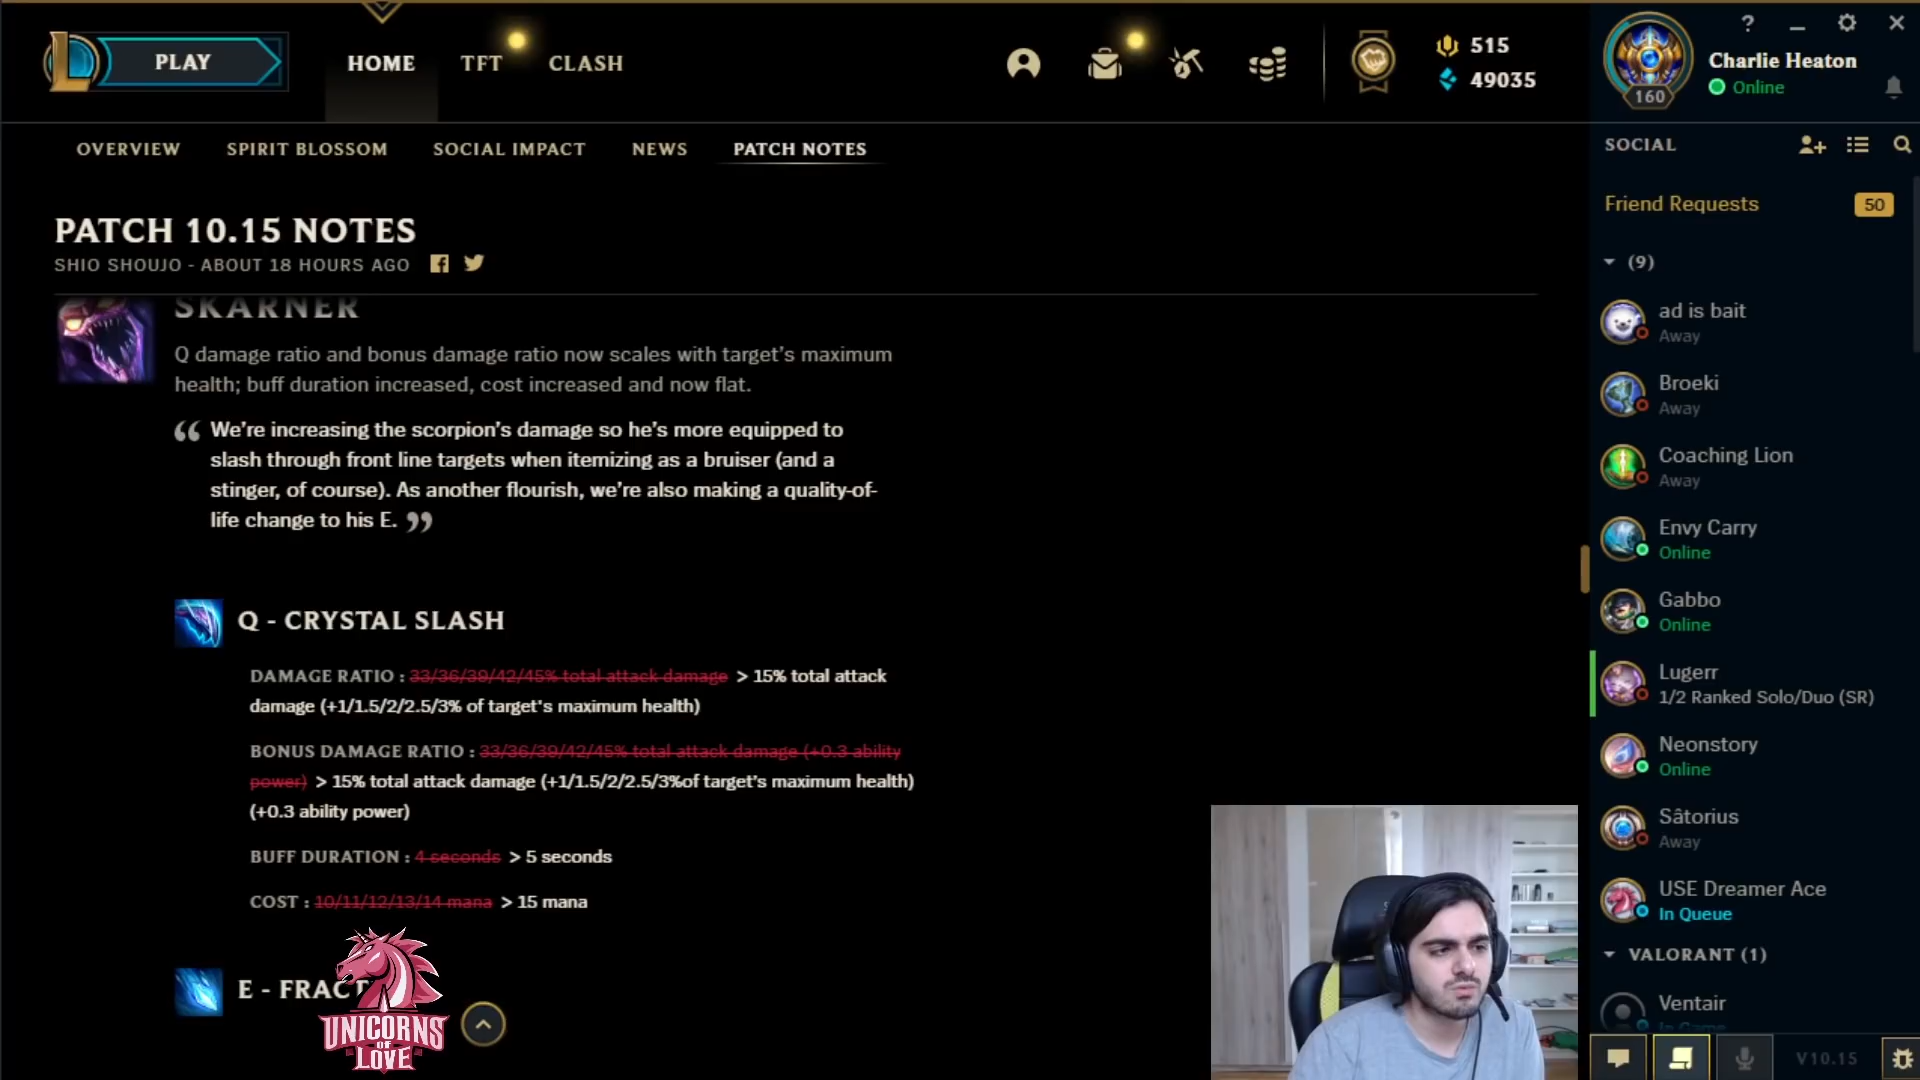 PLAY
HOME
TFT
CLASH
515
49035
160
Charlie Heaton
Online
OVERVIEW
SPIRIT BLOSSOM
SOCIAL IMPACT
NEWS
PATCH NOTES
SOCIAL
Friend Requests
50
PATCH 10.15 NOTES
SHIO SHOUJO - ABOUT 18 HOURS AGO
SKARNER
Q damage ratio and bonus damage ratio now scales with target's maximum
health; buff duration increased, cost increased and now flat.
“ We're increasing the scorpion's damage so he's more equipped to
slash through front line targets when itemizing as a bruiser (and a
stinger, of course). As another flourish, we're also making a quality-of-
life change to his E. ”
Q - CRYSTAL SLASH
DAMAGE RATIO : 33/36/39/42/45% total attack damage > 15% total attack
damage (+1/1.5/2/2.5/3% of target's maximum health)
BONUS DAMAGE RATIO : 33/36/39/42/45% total attack damage (+0.3 ability
power) > 15% total attack damage (+1/1.5/2/2.5/3%of target's maximum health)
(+0.3 ability power)
BUFF DURATION : 4 seconds > 5 seconds
COST : 10/11/12/13/14 mana > 15 mana
E - FRACT
UNICORNS
OF
LOVE
(9)
ad is bait
Away
Broeki
Away
Coaching Lion
Away
Envy Carry
Online
Gabbo
Online
Lugerr
1/2 Ranked Solo/Duo (SR)
Neonstory
Online
Sâtorius
Away
USE Dreamer Ace
In Queue
VALORANT (1)
Ventair
In Game
V10.15